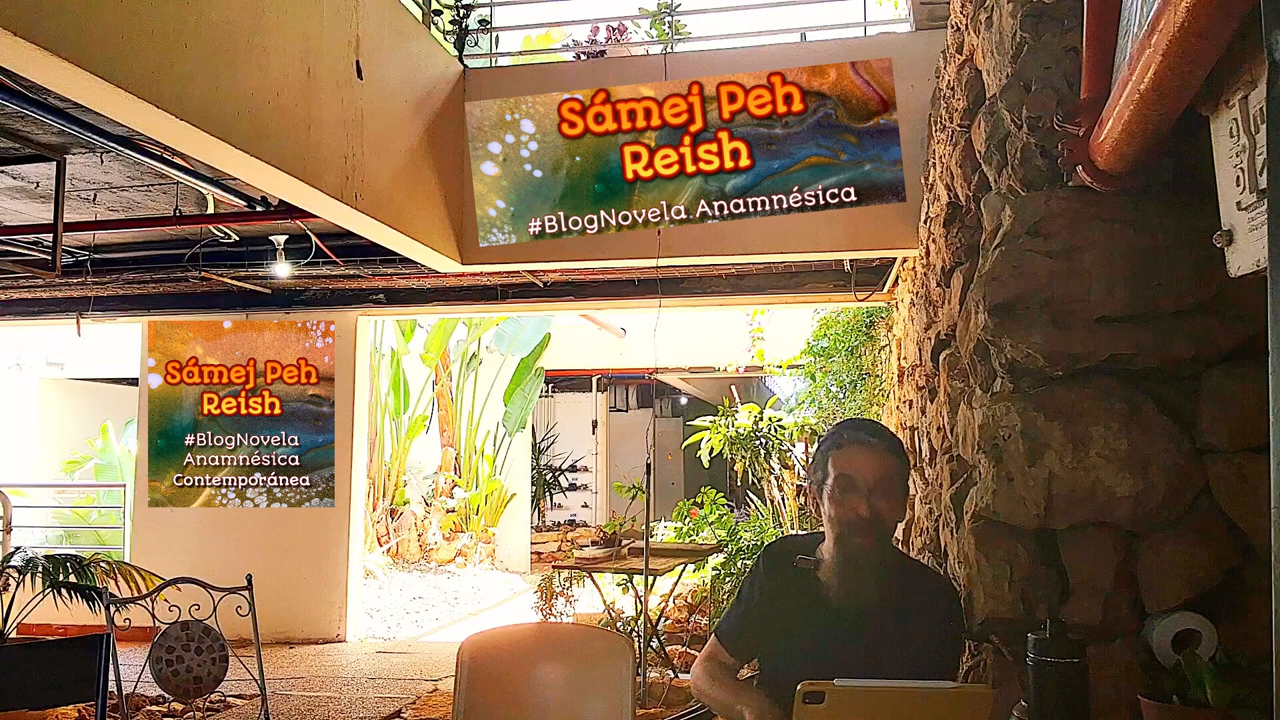 Sámej Peh
Reish
#BlogNovela Anamnésica
Sámej Peh
Reish
#BlogNovela
Anamnésica
Contemporánea